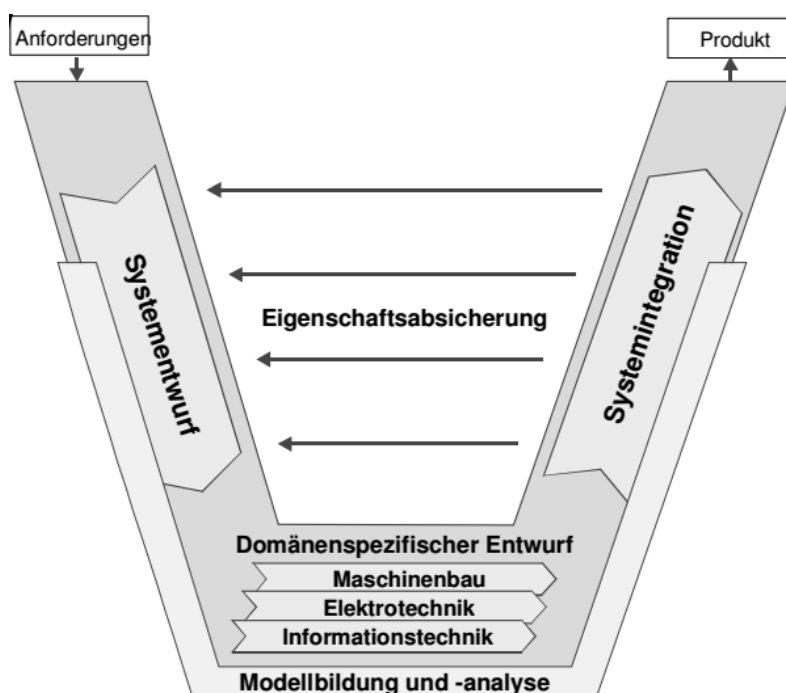 Anforderungen
Produkt
Systementwurf
Eigenschaftsabsicherung
Systemintegration
Domänenspezifischer Entwurf
Maschinenbau
Elektrotechnik
Informationstechnik
Modellbildung und -analyse